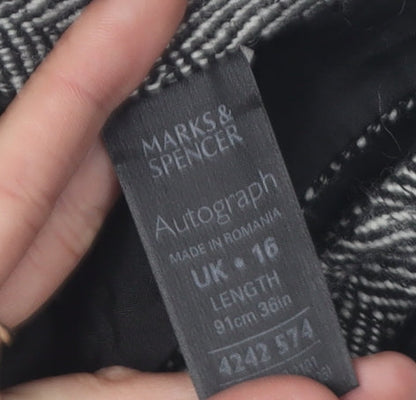 MARKS &
SPENCER
Autograph
MADE IN ROMANIA
UK • 16
LENGTH
91cm 36in
4242 574